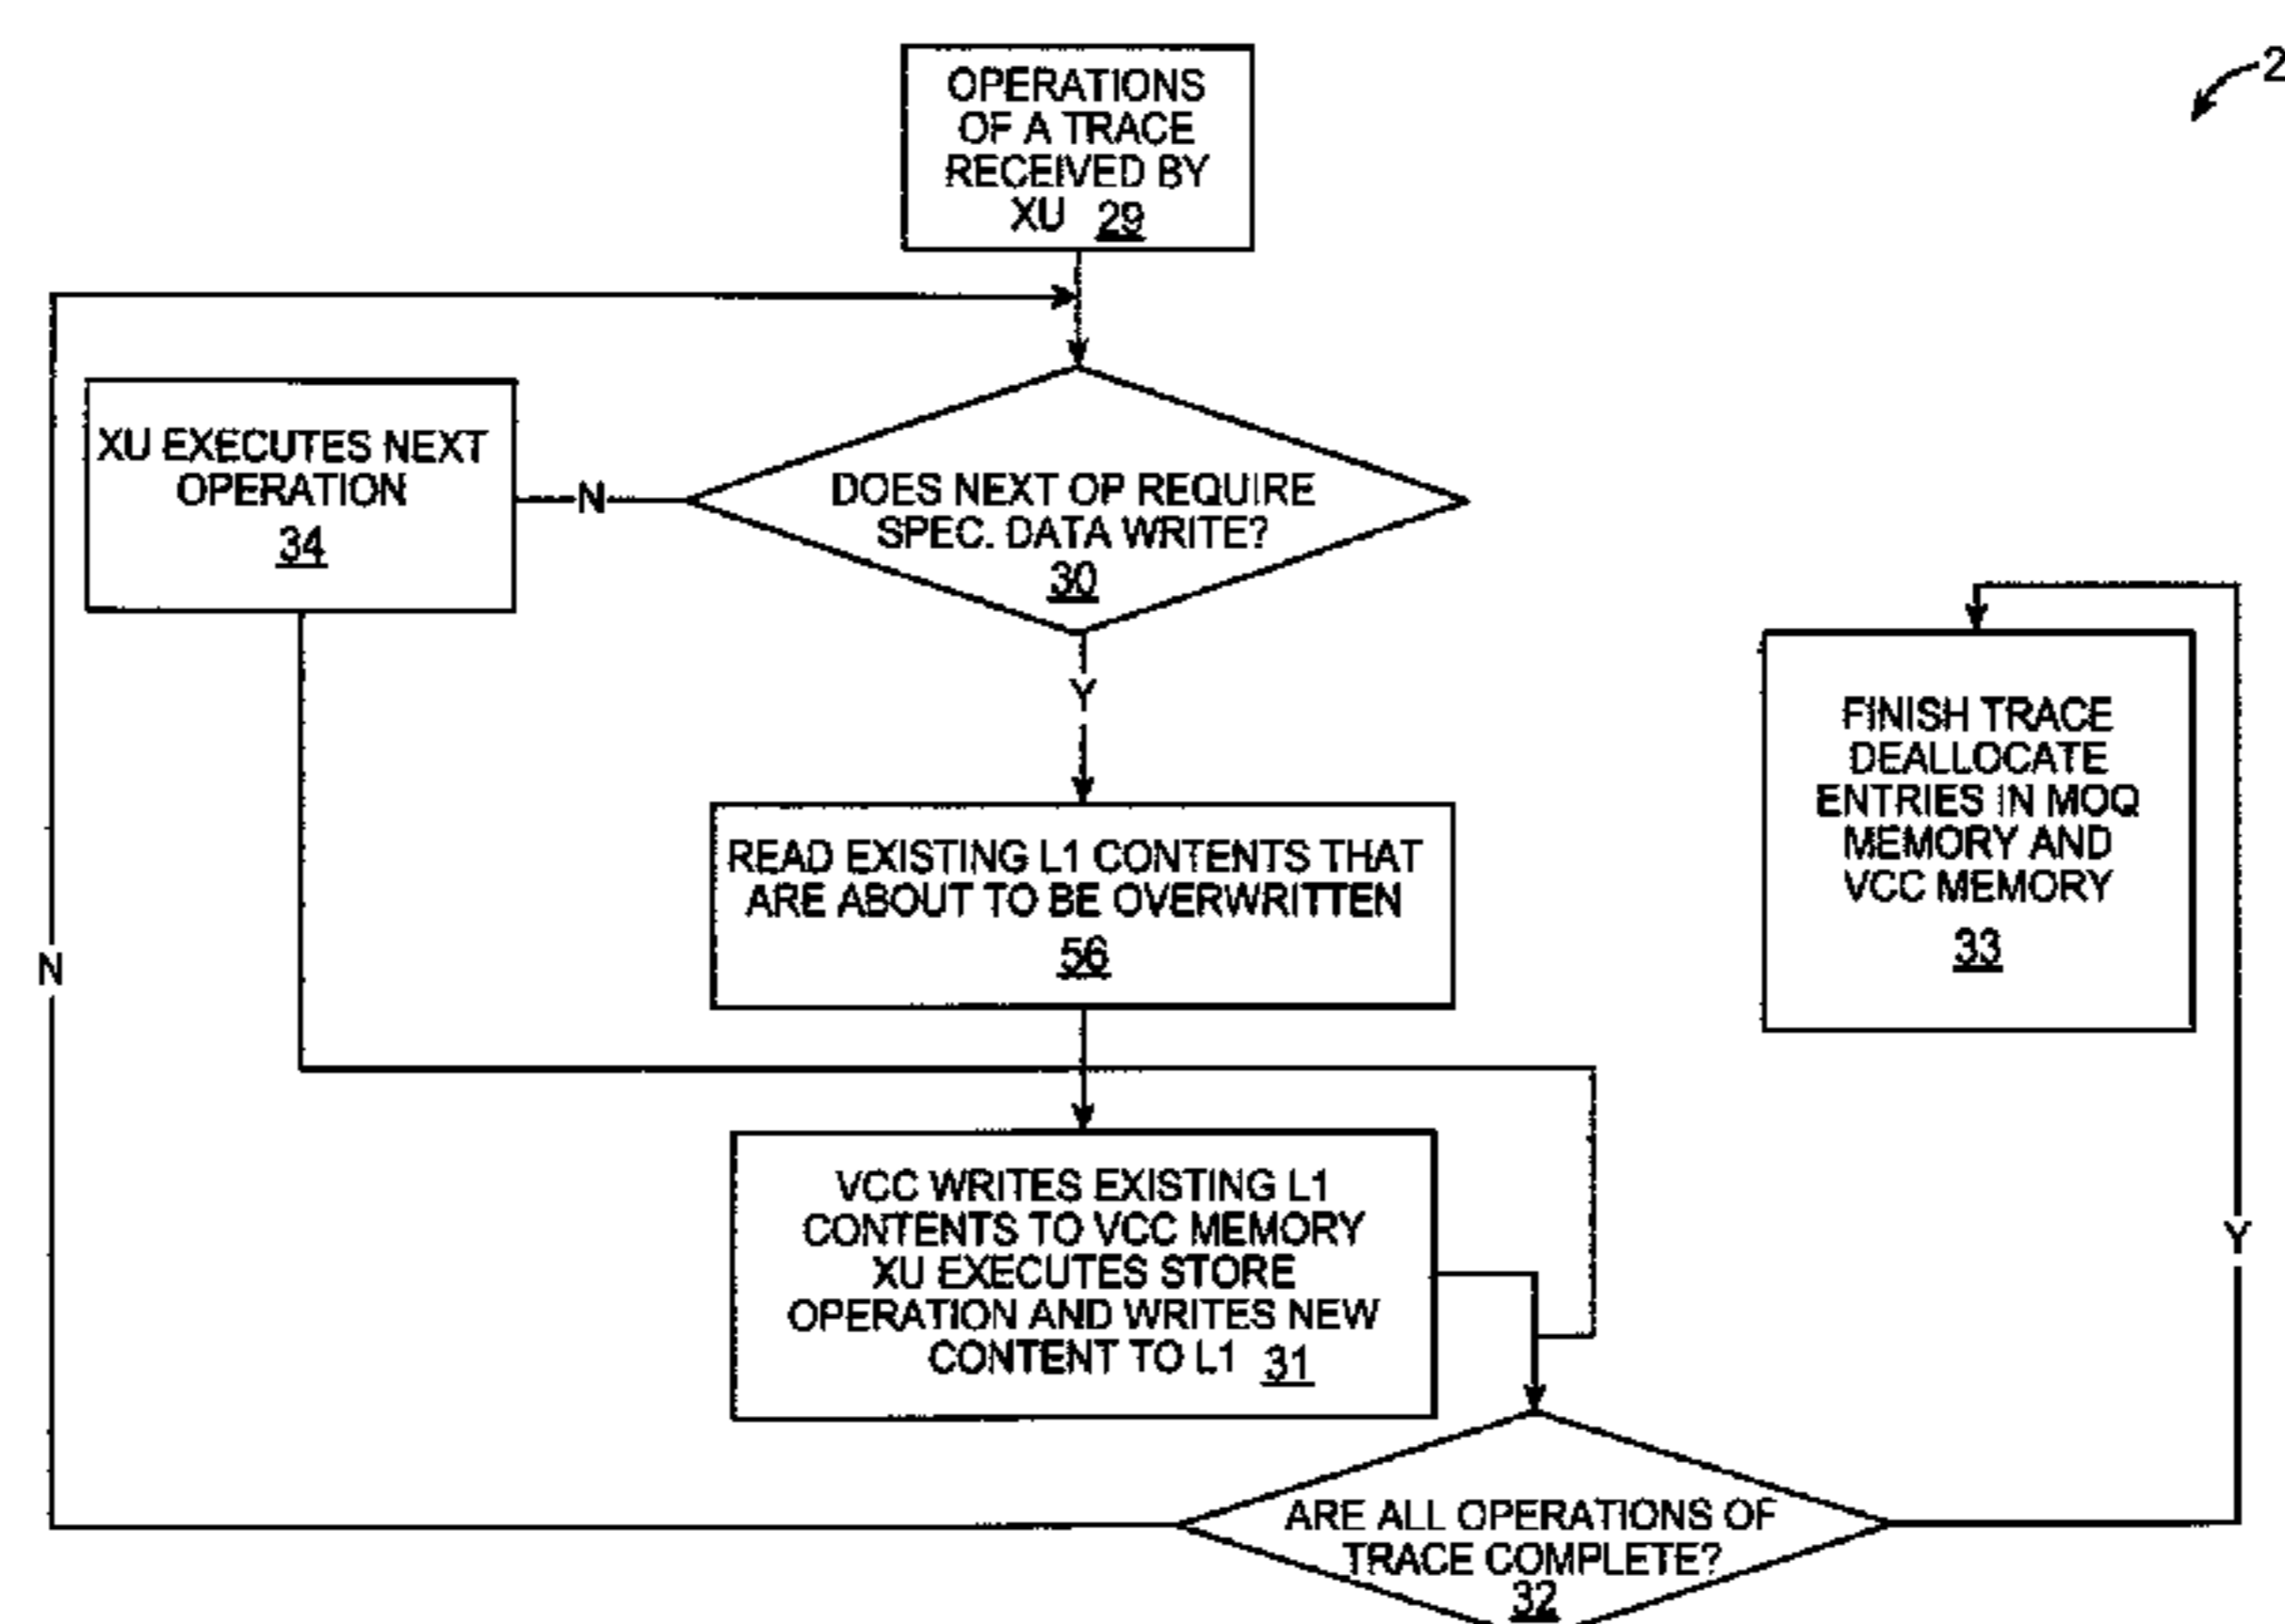 OPERATIONS
OF A TRACE
RECEIVED BY
XU 29
2
XU EXECUTES NEXT
OPERATION
34
N
DOES NEXT OP REQUIRE
SPEC. DATA WRITE?
30
Y
READ EXISTING L1 CONTENTS THAT
ARE ABOUT TO BE OVERWRITTEN
56
FINISH TRACE
DEALLOCATE
ENTRIES IN MOQ
MEMORY AND
VCC MEMORY
33
N
VCC WRITES EXISTING L1
CONTENTS TO VCC MEMORY
XU EXECUTES STORE
OPERATION AND WRITES NEW
CONTENT TO L1 31
Y
ARE ALL OPERATIONS OF
TRACE COMPLETE?
32